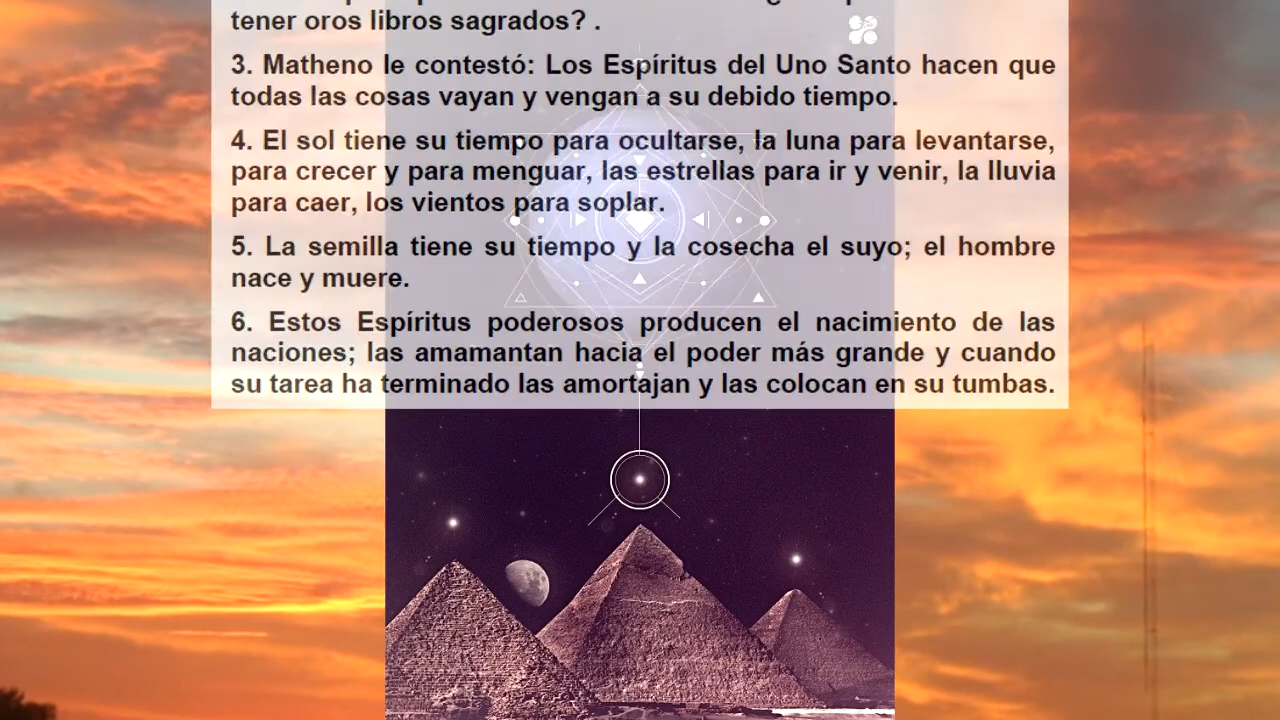 tener oros libros sagrados? .
3. Matheno le contestó: Los Espíritus del Uno Santo hacen que
todas las cosas vayan y vengan a su debido tiempo.
4. El sol tiene su tiempo para ocultarse, la luna para levantarse,
para crecer y para menguar, las estrellas para ir y venir, la lluvia
para caer, los vientos para soplar.
5. La semilla tiene su tiempo y la cosecha el suyo; el hombre
nace y muere.
6. Estos Espíritus poderosos producen el nacimiento de las
naciones; las amamantan hacia el poder más grande y cuando
su tarea ha terminado las amortajan y las colocan en su tumbas.